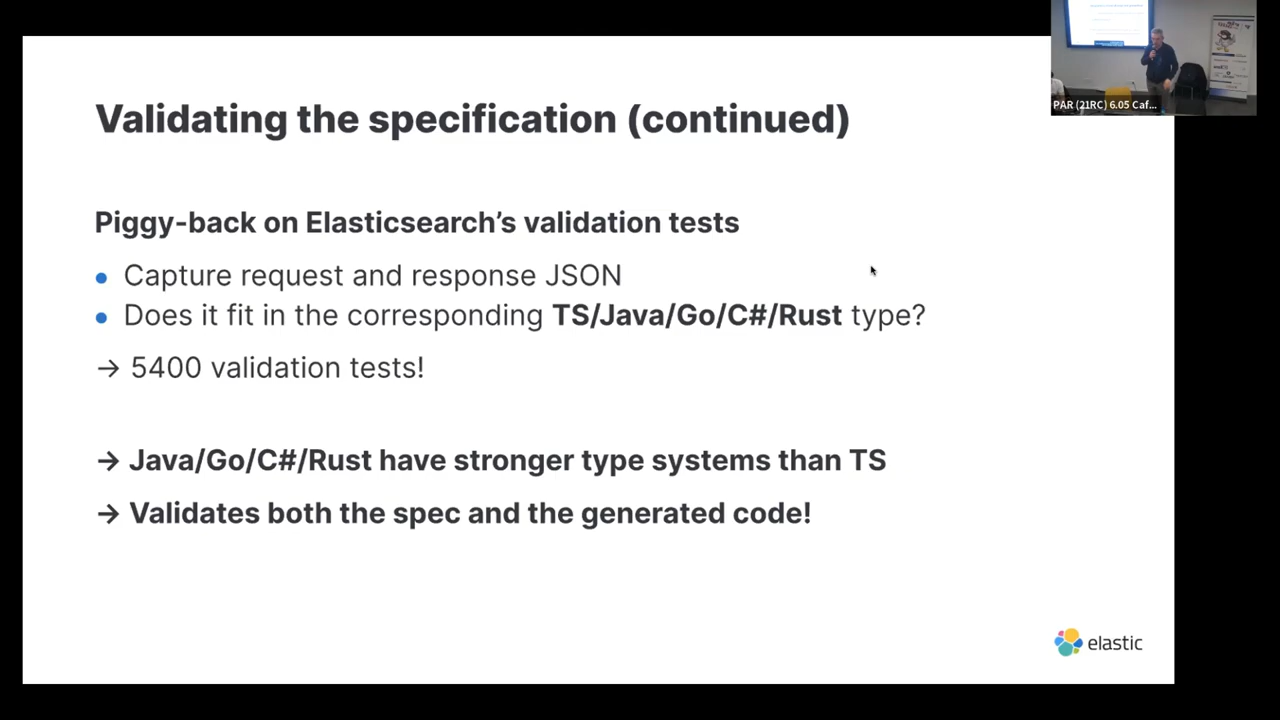 PAR (21RC) 6.05 Caf...
Validating the specification (continued)
Piggy-back on Elasticsearch’s validation tests
• Capture request and response JSON
• Does it fit in the corresponding TS/Java/Go/C#/Rust type?
→ 5400 validation tests!
→ Java/Go/C#/Rust have stronger type systems than TS
→ Validates both the spec and the generated code!
elastic